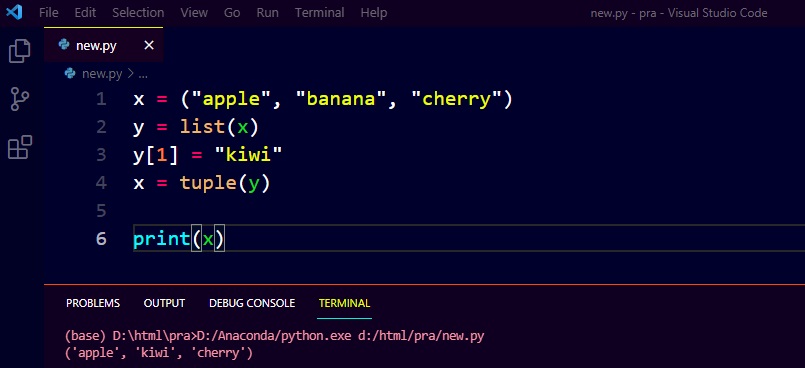 File Edit Selection View Go Run Terminal Help new.py - pra - Visual Studio Code
new.py ×
new.py > ...
1 x = ("apple", "banana", "cherry")
2 y = list(x)
3 y[1] = "kiwi"
4 x = tuple(y)
5
6 print(x)
PROBLEMS OUTPUT DEBUG CONSOLE TERMINAL
(base) D:\html\pra>D:/Anaconda/python.exe d:/html/pra/new.py
('apple', 'kiwi', 'cherry')